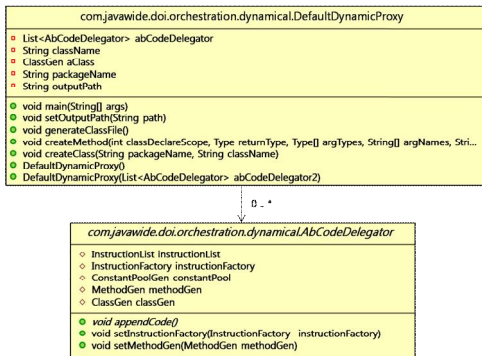 com.javawide.doi.orchestration.dynamical.DefaultDynamicProxy
List<AbCodeDelegator> abCodeDelegator
String className
ClassGen aClass
String packageName
String outputPath
void main(String[] args)
void setOutputPath(String path)
void generateClassFile()
void createMethod(int classDeclareScope, Type returnType, Type[] argTypes, String[] argNames, Stri...
void createClass(String packageName, String className)
DefaultDynamicProxy()
DefaultDynamicProxy(List<AbCodeDelegator> abCodeDelegator2)
0..*
com.javawide.doi.orchestration.dynamical.AbCodeDelegator
InstructionList instructionList
InstructionFactory instructionFactory
ConstantPoolGen constantPool
MethodGen methodGen
ClassGen classGen
void appendCode()
void setInstructionFactory(InstructionFactory instructionFactory)
void setMethodGen(MethodGen methodGen)